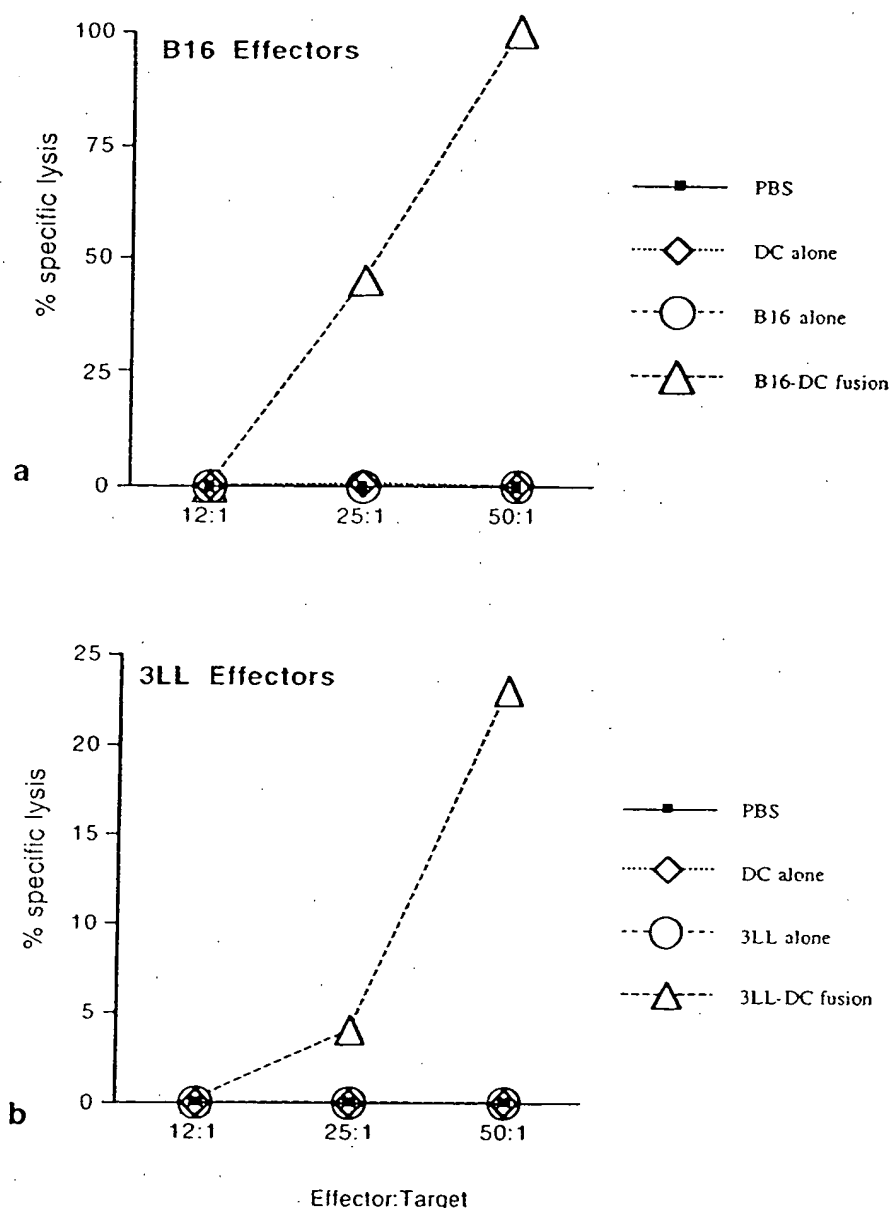 B16 Effectors
100
75
50
25
0
% specific lysis
12:1 25:1 50:1
PBS
DC alone
B16 alone
B16-DC fusion
a
3LL Effectors
25
20
15
10
5
0
% specific lysis
12:1 25:1 50:1
PBS
DC alone
3LL alone
3LL-DC fusion
b
Effector:Target